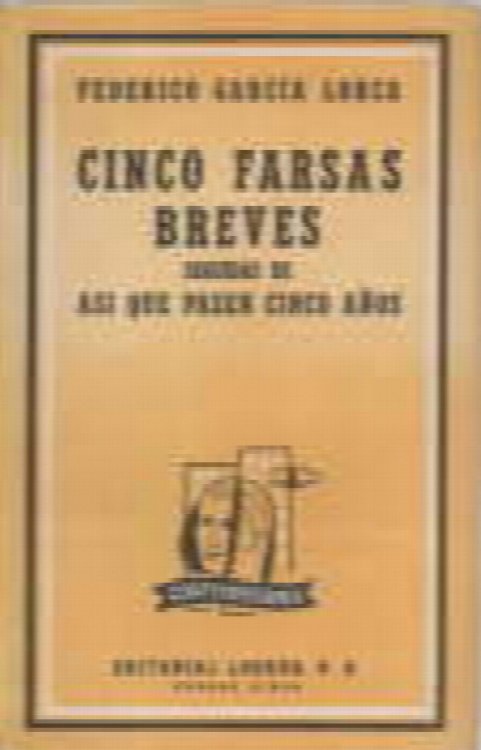 FEDERICO GARCIA LORCA
CINCO FARSAS
BREVES
SEGUIDAS DE
ASI QUE PASEN CINCO AÑOS
EDITORIAL LOSADA S. A.
BUENOS AIRES